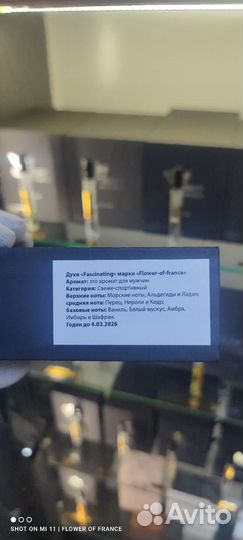 Духи «Fascinating» марки «Flower-of-france»
Аромат: это аромат для мужчин
Категория: Свеже-спортивный
Верхние ноты: Морские ноты, Альдегиды и Ладан,
средняя нота: Перец, Нероли и Кедр;
базовые ноты: Ваниль, Белый мускус, Амбра,
Имбирь и Шафран.
Годен до 4.02.2026
SHOT ON MI 11 | FLOWER OF FRANCE
Avito